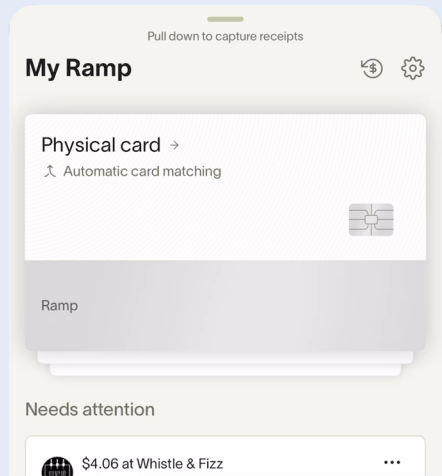 Pull down to capture receipts
My Ramp
Physical card →
Automatic card matching
Ramp
Needs attention
$4.06 at Whistle & Fizz